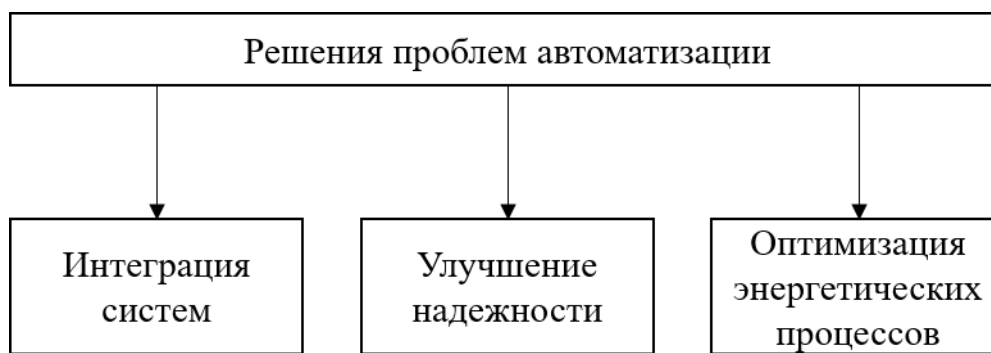 Решения проблем автоматизации
Интеграция
систем
Улучшение
надежности
Оптимизация
энергетических
процессов